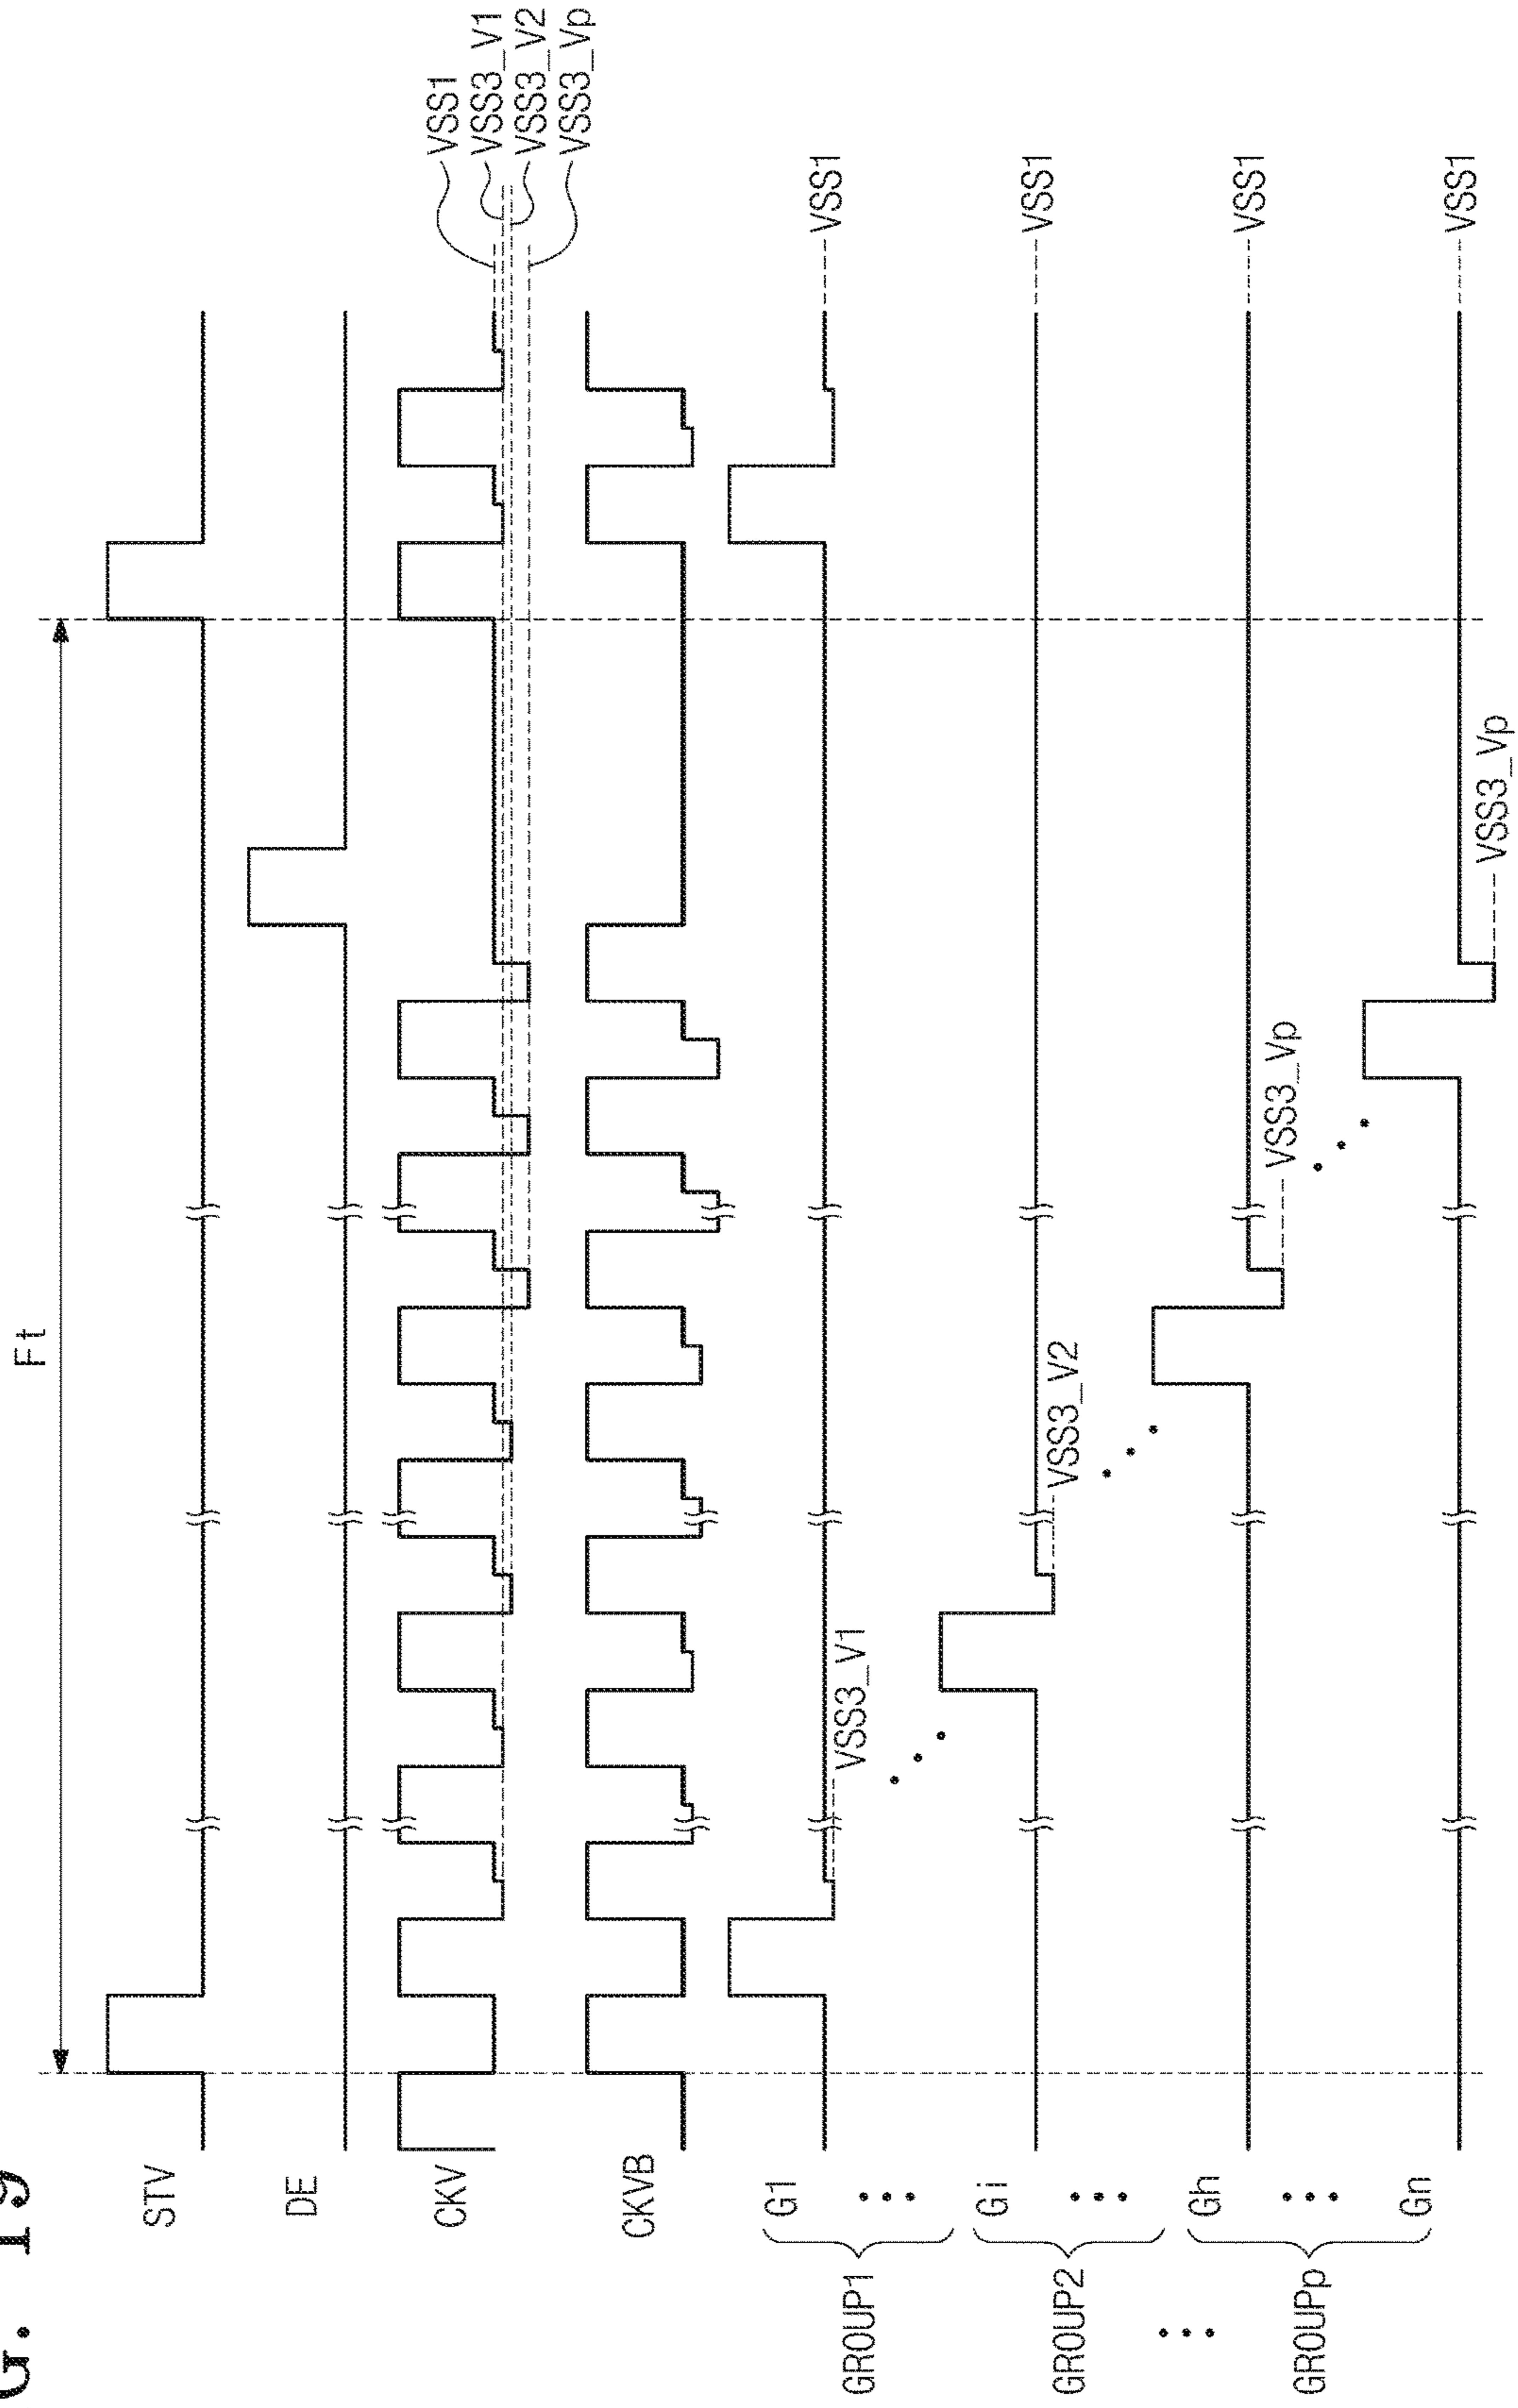 G. 19
Ft
STV
DE
CKV
VSS1
VSS3_V1
VSS3_V2
VSS3_Vp
CKVB
GROUP1
G1
VSS3_V1
VSS1
GROUP2
Gi
VSS3_V2
VSS1
GROUPp
Gh
VSS3_Vp
VSS1
Gn
VSS3_Vp
VSS1